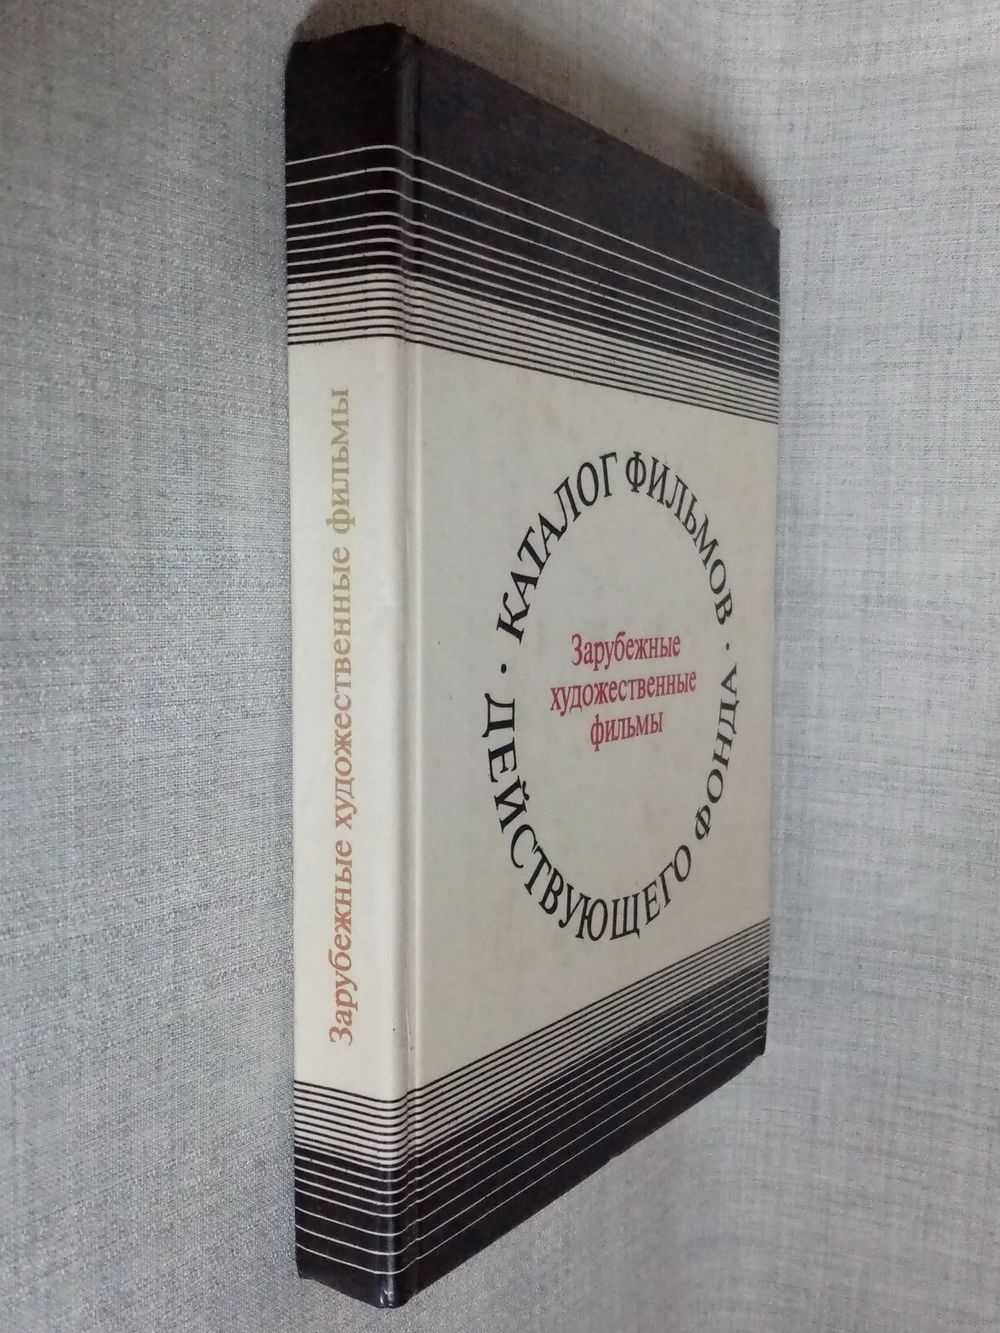 Зарубежные художественные фильмы
КАТАЛОГ ФИЛЬМОВ ·
ДЕЙСТВУЮЩЕГО ФОНДА ·
Зарубежные
художественные
фильмы